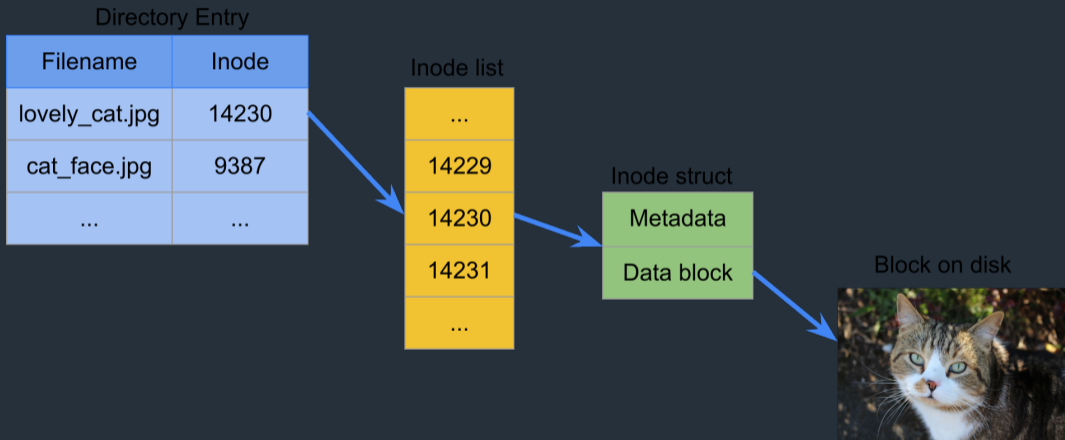 Directory Entry
Filename Inode
lovely_cat.jpg 14230
cat_face.jpg 9387
... ...
Inode list
...
14229
14230
14231
...
Inode struct
Metadata
Data block
Block on disk